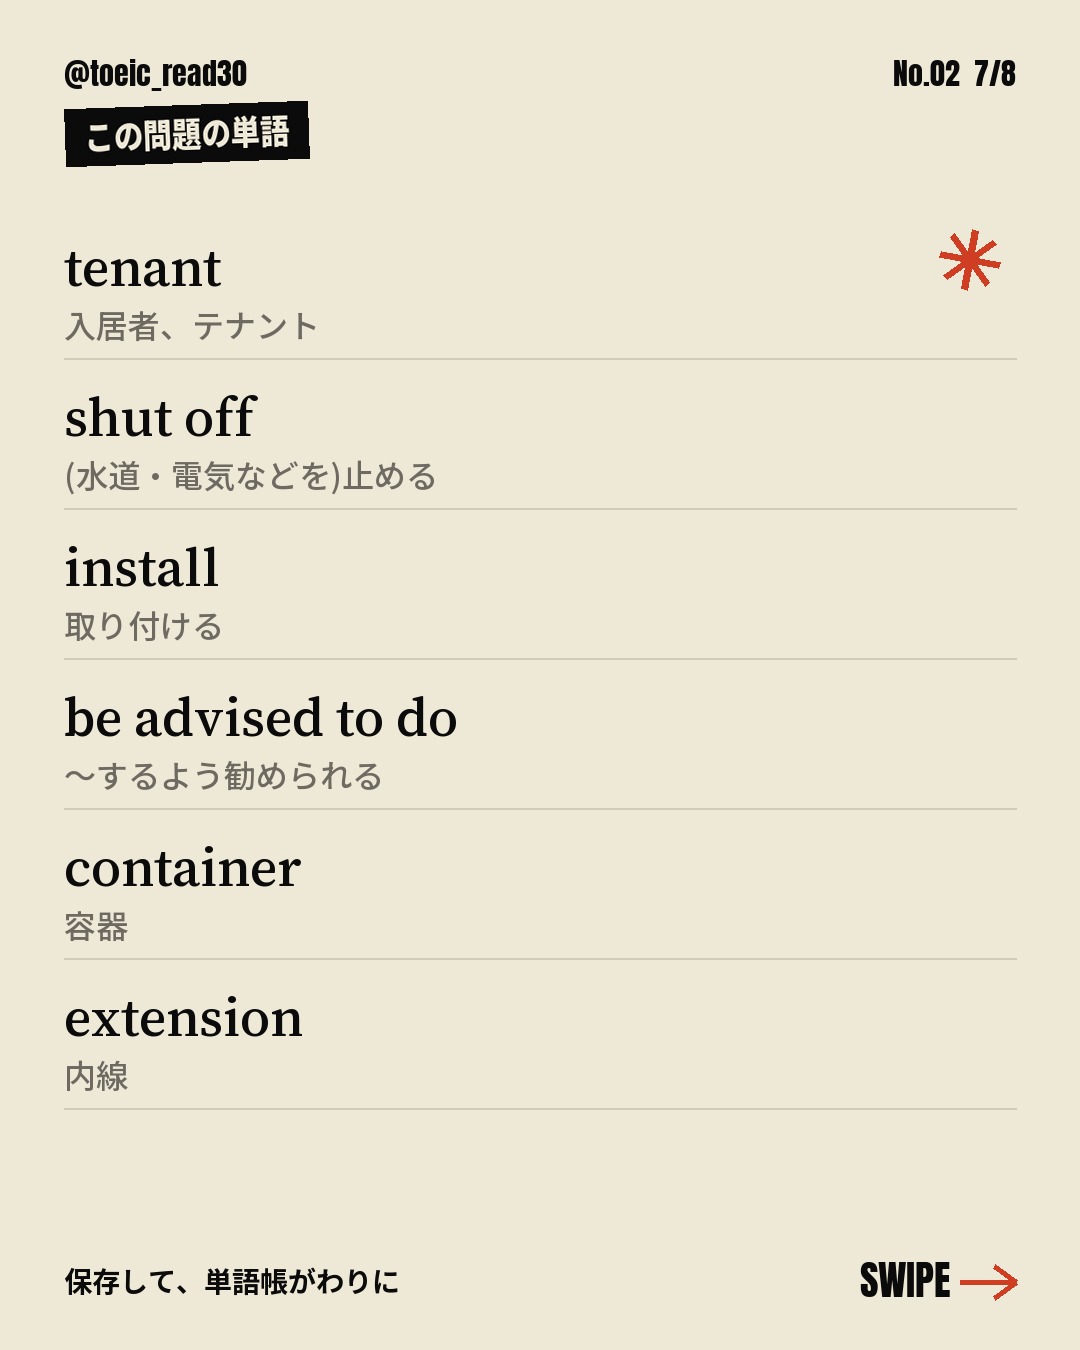 @toeic_read30
No.02 7/8
この問題の単語
tenant
入居者、テナント
shut off
(水道・電気などを)止める
install
取り付ける
be advised to do
〜するよう勧められる
container
容器
extension
内線
保存して、単語帳がわりに
SWIPE